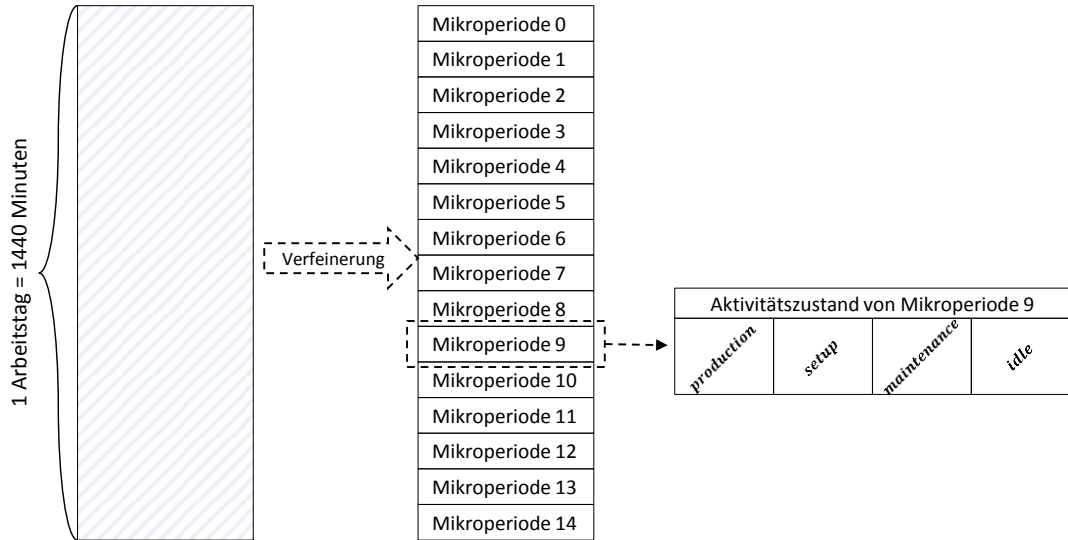 1 Arbeitstag = 1440 Minuten
Verfeinerung
Mikroperiode 0
Mikroperiode 1
Mikroperiode 2
Mikroperiode 3
Mikroperiode 4
Mikroperiode 5
Mikroperiode 6
Mikroperiode 7
Mikroperiode 8
Mikroperiode 9
Mikroperiode 10
Mikroperiode 11
Mikroperiode 12
Mikroperiode 13
Mikroperiode 14
Aktivitätszustand von Mikroperiode 9
production
setup
maintenance
idle